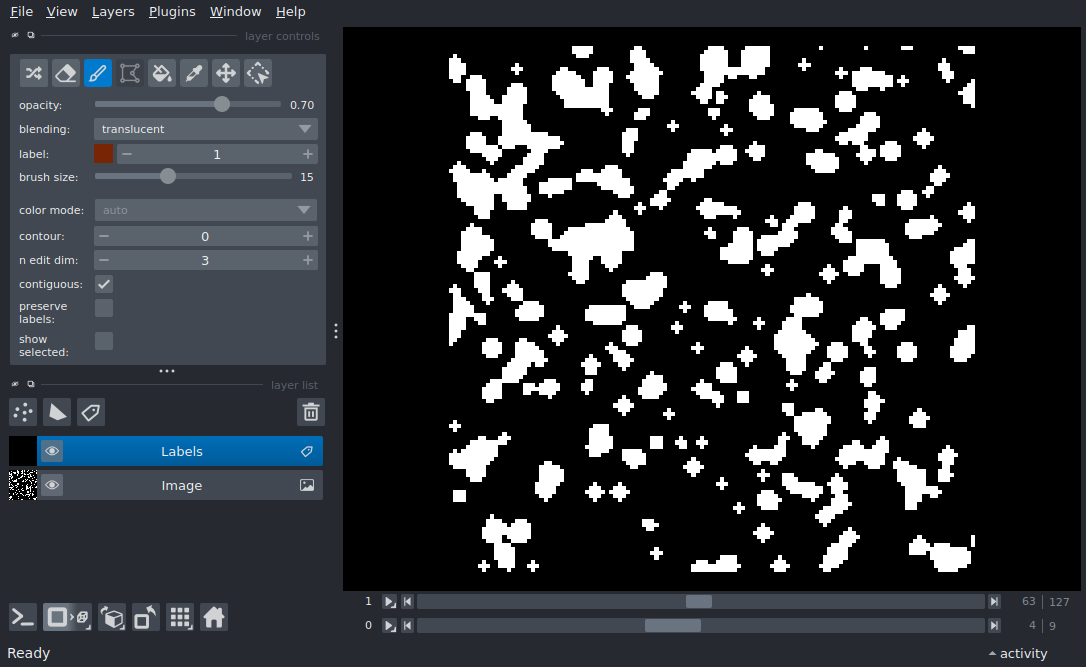 File View Layers Plugins Window Help
layer controls
opacity: 0.70
blending: translucent
label: 1
brush size: 15
color mode: auto
contour: 0
n edit dim: 3
contiguous:
preserve
labels:
show
selected:
layer list
Labels
Image
1 63 127
0 4 9
Ready activity